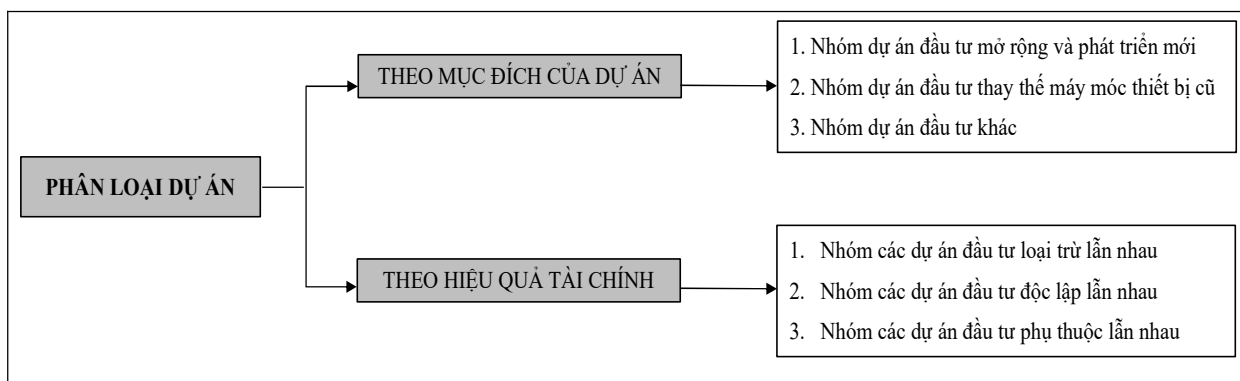 PHÂN LOẠI DỰ ÁN
THEO MỤC ĐÍCH CỦA DỰ ÁN
1. Nhóm dự án đầu tư mở rộng và phát triển mới
2. Nhóm dự án đầu tư thay thế máy móc thiết bị cũ
3. Nhóm dự án đầu tư khác
THEO HIỆU QUẢ TÀI CHÍNH
1. Nhóm các dự án đầu tư loại trừ lẫn nhau
2. Nhóm các dự án đầu tư độc lập lẫn nhau
3. Nhóm các dự án đầu tư phụ thuộc lẫn nhau